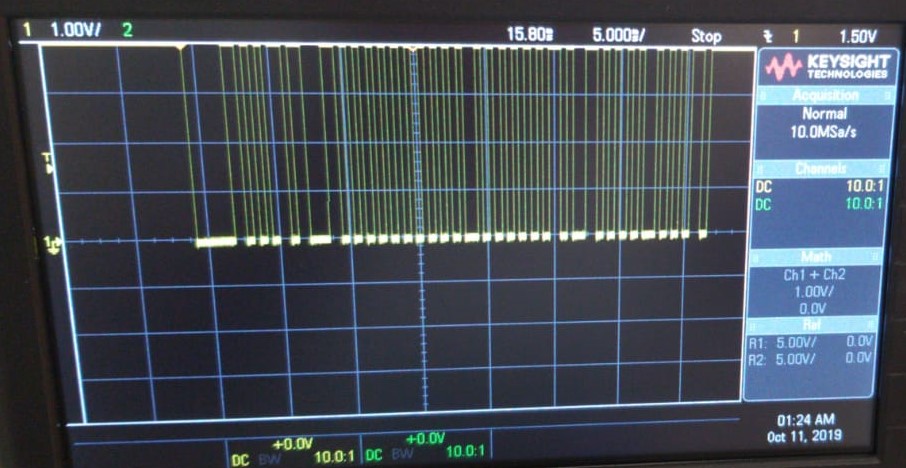 1 1.00V/ 2 15.80ms 5.000ms/ Stop 1 1.50V
KEYSIGHT
TECHNOLOGIES
Acquisition
Normal
10.0MSa/s
Channels
DC 10.0:1
DC 10.0:1
Math
Ch1 + Ch2
1.00V/
0.0V
Ref
R1: 5.00V/ 0.0V
R2: 5.00V/ 0.0V
T
1
01:24 AM
Oct 11, 2019
+0.0V +0.0V
DC BW 10.0:1 DC BW 10.0:1